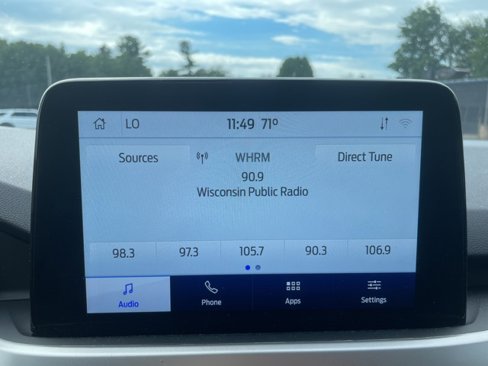 LO 11:49 71º
Sources WHRM Direct Tune
90.9
Wisconsin Public Radio
98.3 97.3 105.7 90.3 106.9
Audio Phone Apps Settings